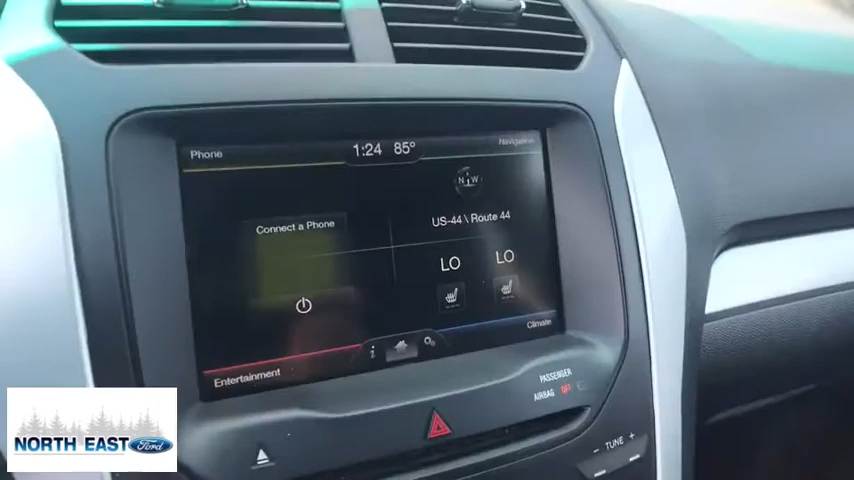 Phone
1:24 85°
Navigation
N W
Connect a Phone
US-44 \ Route 44
LO LO
Climate
Entertainment
i
PASSENGER
AIRBAG OFF
- TUNE +
NORTH EAST Ford